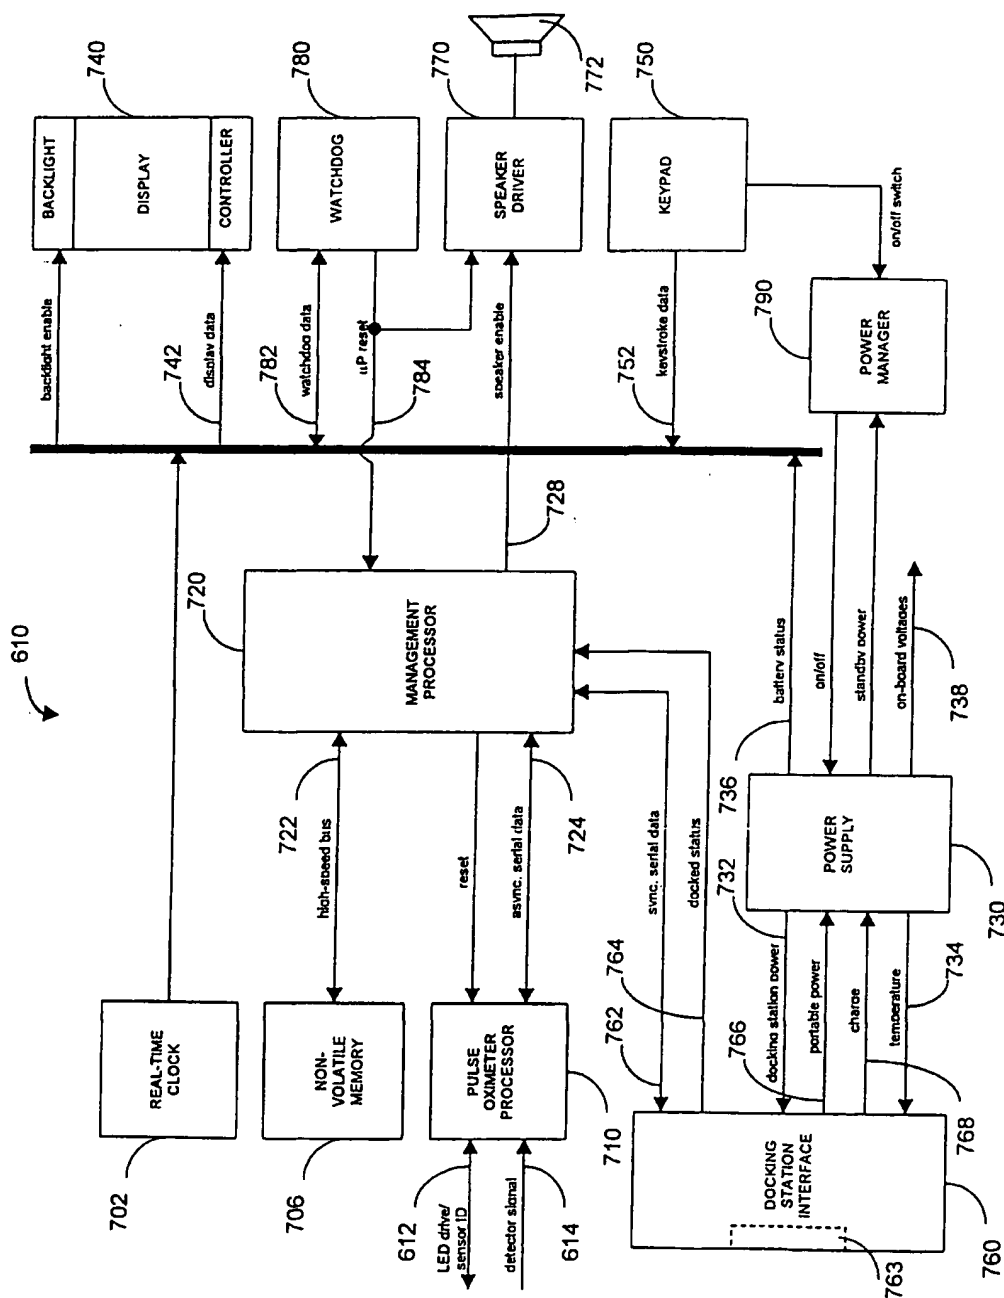 610
740
780
770
772
750
BACKLIGHT
DISPLAY
CONTROLLER
WATCHDOG
SPEAKER
DRIVER
KEYPAD
backlight enable
742
display data
782
watchdog data
uP reset
784
speaker enable
752
keystroke data
on/off switch
790
POWER
MANAGER
720
MANAGEMENT
PROCESSOR
728
722
high-speed bus
reset
async. serial data
724
sync. serial data
docked status
762
764
battery status
on/off
standby power
on-board voltages
738
736
732
POWER
SUPPLY
730
docking station power
portable power
766
charge
temperature
734
768
REAL-TIME
CLOCK
702
NON-
VOLATILE
MEMORY
706
PULSE
OXIMETER
PROCESSOR
710
612
LED drive/
sensor ID
detector signal
614
DOCKING
STATION
INTERFACE
763
760